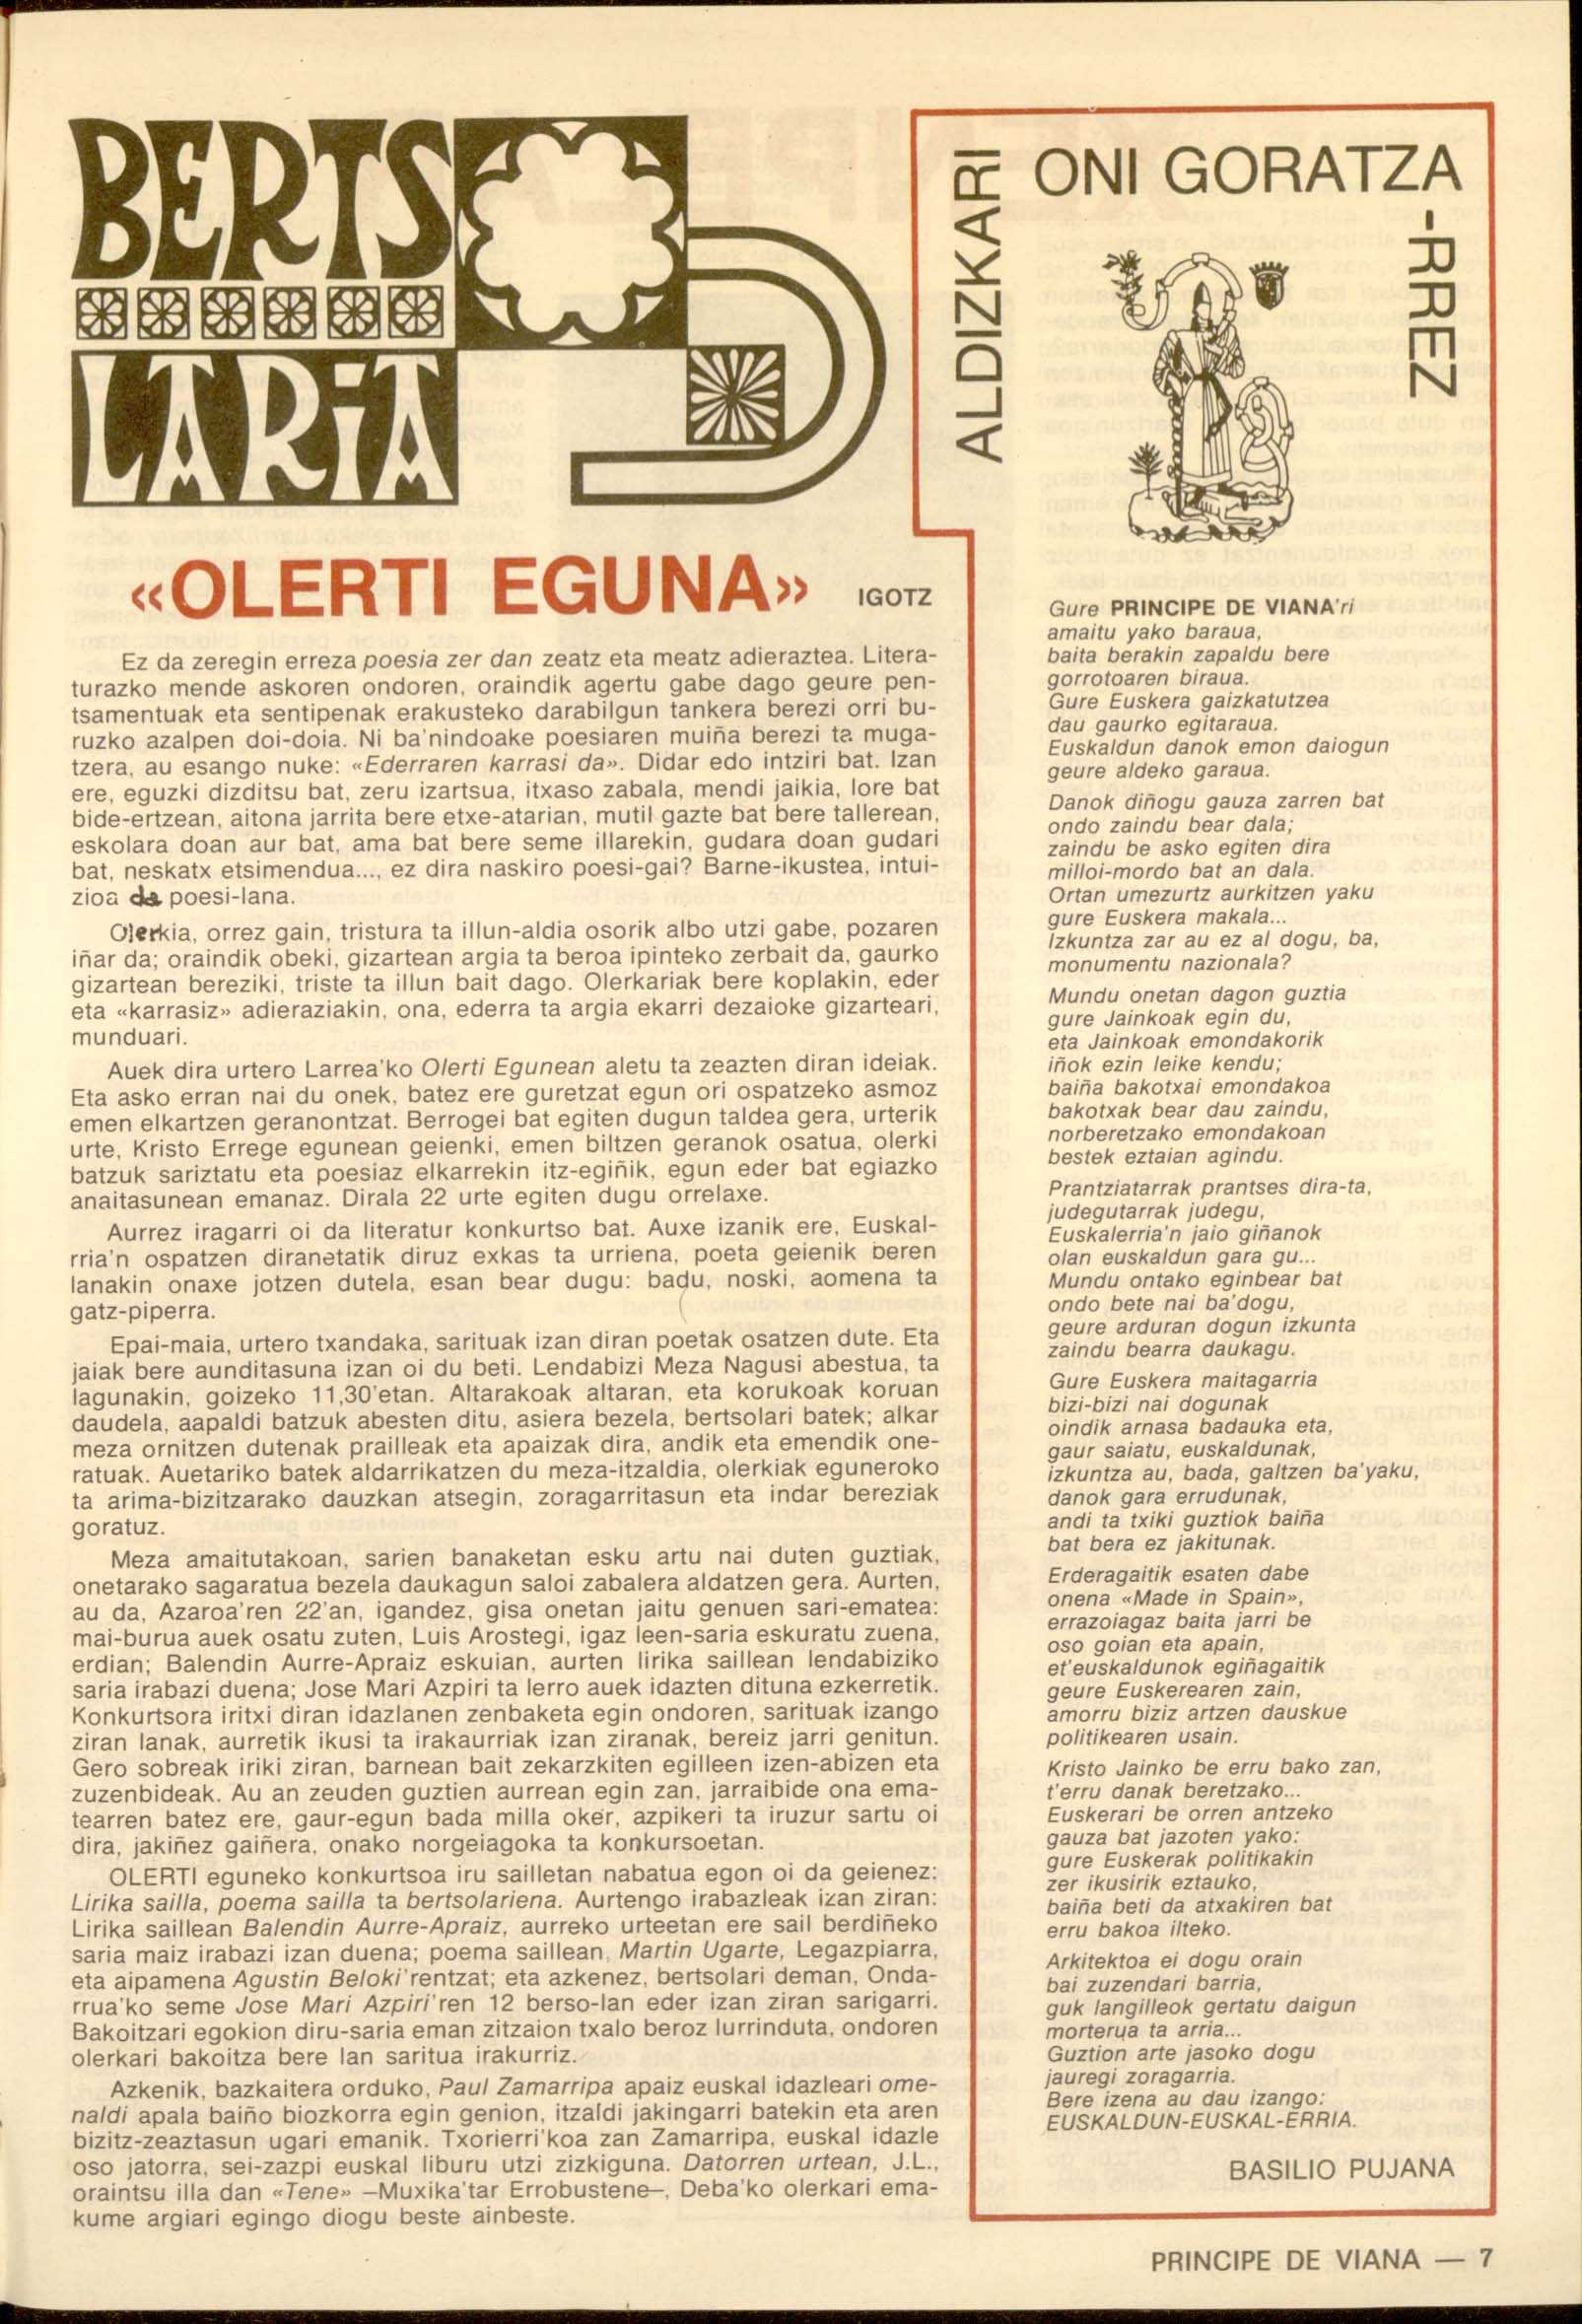 BERTSO
LARIA
«OLERTI EGUNA» IGOTZ
Ez da zeregin erreza poesia zer dan zeatz eta meatz adieraztea. Litera-
turazko mende askoren ondoren, oraindik agertu gabe dago geure pen-
tsamentuak eta sentipenak erakusteko darabilgun tankera berezi orri bu-
ruzko azalpen doi-doia. Ni ba'nindoake poesiaren muiña berezi ta muga-
tzera, au esango nuke: «Ederraren karrasi da». Didar edo intziri bat. Izan
ere, eguzki dizditsu bat, zeru izartsua, itxaso zabala, mendi jaikia, lore bat
bide-ertzean, aitona jarrita bere etxe-atarian, mutil gazte bat bere tallerean,
eskolara doan aur bat, ama bat bere seme illarekin, gudara doan gudari
bat, neskatx etsimendua..., ez dira naskiro poesi-gai? Barne-ikustea, intui-
zioa da poesi-lana.
Olerkia, orrez gain, tristura ta illun-aldia osorik albo utzi gabe, pozaren
iñar da; oraindik obeki, gizartean argia ta beroa ipinteko zerbait da, gaurko
gizartean bereziki, triste ta illun bait dago. Olerkariak bere koplakin, eder
eta «karrasiz» adieraziakin, ona, ederra ta argia ekarri dezaioke gizarteari,
munduari.
Auek dira urtero Larrea'ko Olerti Egunean aletu ta zeazten diran ideiak.
Eta asko erran nai du onek, batez ere guretzat egun ori ospatzeko asmoz
emen elkartzen geranontzat. Berrogei bat egiten dugun taldea gera, urterik
urte, Kristo Errege egunean geienki, emen biltzen geranok osatua, olerki
batzuk sariztatu eta poesiaz elkarrekin itz-egiñik, egun eder bat egiazko
anaitasunean emanaz. Dirala 22 urte egiten dugu orrelaxe.
Aurrez iragarri oi da literatur konkurtso bat. Auxe izanik ere, Euskal-
rria'n ospatzen diranetatik diruz exkas ta urriena, poeta geienik beren
lanakin onaxe jotzen dutela, esan bear dugu: badu, noski, aomena ta
gatz-piperra.
Epai-maia, urtero txandaka, sarituak izan diran poetak osatzen dute. Eta
jaiak bere aunditasuna izan oi du beti. Lendabizi Meza Nagusi abestua, ta
lagunakin, goizeko 11,30'etan. Altarakoak altaran, eta korukoak koruan
daudela, aapaldi batzuk abesten ditu, asiera bezela, bertsolari batek; alkar
meza ornitzen dutenak prailleak eta apaizak dira, andik eta emendik one-
ratuak. Auetariko batek aldarrikatzen du meza-itzaldia, olerkiak eguneroko
ta arima-bizitzarako dauzkan atsegin, zoragarritasun eta indar bereziak
goratuz.
Meza amaitutakoan, sarien banaketan esku artu nai duten guztiak,
onetarako sagaratua bezela daukagun saloi zabalera aldatzen gera. Aurten,
au da, Azaroa'ren 22'an, igandez, gisa onetan jaitu genuen sari-ematea:
mai-burua auek osatu zuten, Luis Arostegi, igaz leen-saria eskuratu zuena,
erdian; Balendin Aurre-Apraiz eskuian, aurten lirika saillean lendabiziko
saria irabazi duena; Jose Mari Azpiri ta lerro auek idazten dituna ezkerretik.
Konkurtsora iritxi diran idazlanen zenbaketa egin ondoren, sarituak izango
ziran lanak, aurretik ikusi ta irakaurriak izan ziranak, bereiz jarri genitun.
Gero sobreak iriki ziran, barnean bait zekarzkiten egilleen izen-abizen eta
zuzenbideak. Au an zeuden guztien aurrean egin zan, jarraibide ona ema-
tearren batez ere, gaur-egun bada milla oker, azpikeri ta iruzur sartu oi
dira, jakiñez gaiñera, onako norgeiagoka ta konkursoetan.
OLERTI eguneko konkurtsoa iru sailletan nabatua egon oi da geienez:
Lirika sailla, poema sailla ta bertsolariena. Aurtengo irabazleak izan ziran:
Lirika saillean Balendin Aurre-Apraiz, aurreko urteetan ere sail berdiñeko
saria maiz irabazi izan duena; poema saillean, Martin Ugarte, Legazpiarra,
eta aipamena Agustin Beloki'rentzat; eta azkenez, bertsolari deman, Onda-
rrua'ko seme Jose Mari Azpiri'ren 12 berso-lan eder izan ziran sarigarri.
Bakoitzari egokion diru-saria eman zitzaion txalo beroz lurrinduta, ondoren
olerkari bakoitza bere lan saritua irakurriz.
Azkenik, bazkaitera orduko, Paul Zamarripa apaiz euskal idazleari ome-
naldi apala baiño biozkorra egin genion, itzaldi jakingarri batekin eta aren
bizitz-zeaztasun ugari emanik. Txorierri'koa zan Zamarripa, euskal idazle
oso jatorra, sei-zazpi euskal liburu utzi zizkiguna. Datorren urtean, J.L.,
oraintsu illa dan «Tene» —Muxika'tar Errobustene—, Deba'ko olerkari ema-
kume argiari egingo diogu beste ainbeste.
ALDIZKARI ONI GORATZA-RREZ
Gure PRINCIPE DE VIANA'ri
amaitu yako baraua,
baita berakin zapaldu bere
gorrotoaren biraua.
Gure Euskera gaizkatutzea
dau gaurko egitaraua.
Euskaldun danok emon daiogun
geure aldeko garaua.
Danok diñogu gauza zarren bat
ondo zaindu bear dala;
zaindu be asko egiten dira
milloi-mordo bat an dala.
Ortan umezurtz aurkitzen yaku
gure Euskera makala...
Izkuntza zar au ez al dogu, ba,
monumentu nazionala?
Mundu onetan dagon guztia
gure Jainkoak egin du,
eta Jainkoak emondakorik
iñok ezin leike kendu;
baiña bakotxai emondakoa
bakotxak bear dau zaindu,
norberetzako emondakoan
bestek eztaian agindu.
Prantziatarrak prantses dira-ta,
judegutarrak judegu,
Euskalerria'n jaio giñanok
olan euskaldun gara gu...
Mundu ontako eginbear bat
ondo bete nai ba'dogu,
geure arduran dogun izkunta
zaindu bearra daukagu.
Gure Euskera maitagarria
bizi-bizi nai dogunak
oindik arnasa badauka eta,
gaur saiatu, euskaldunak,
izkuntza au, bada, galtzen ba'yaku,
danok gara errudunak,
andi ta txiki guztiok baiña
bat bera ez jakitunak.
Erderagaitik esaten dabe
onena «Made in Spain»,
errazoiagaz baita jarri be
oso goian eta apain,
et'euskaldunok egiñagaitik
geure Euskerearen zain,
amorru biziz artzen dauskue
politikearen usain.
Kristo Jainko be erru bako zan,
t'erru danak beretzako...
Euskerari be orren antzeko
gauza bat jazoten yako:
gure Euskerak politikakin
zer ikusirik eztauko,
baiña beti da atxakiren bat
erru bakoa ilteko.
Arkitektoa ei dogu orain
bai zuzendari barria,
guk langilleok gertatu daigun
morterua ta arria...
Guztion arte jasoko dogu
jauregi zoragarria.
Bere izena au dau izango:
EUSKALDUN-EUSKAL-ERRIA.
BASILIO PUJANA
PRINCIPE DE VIANA — 7